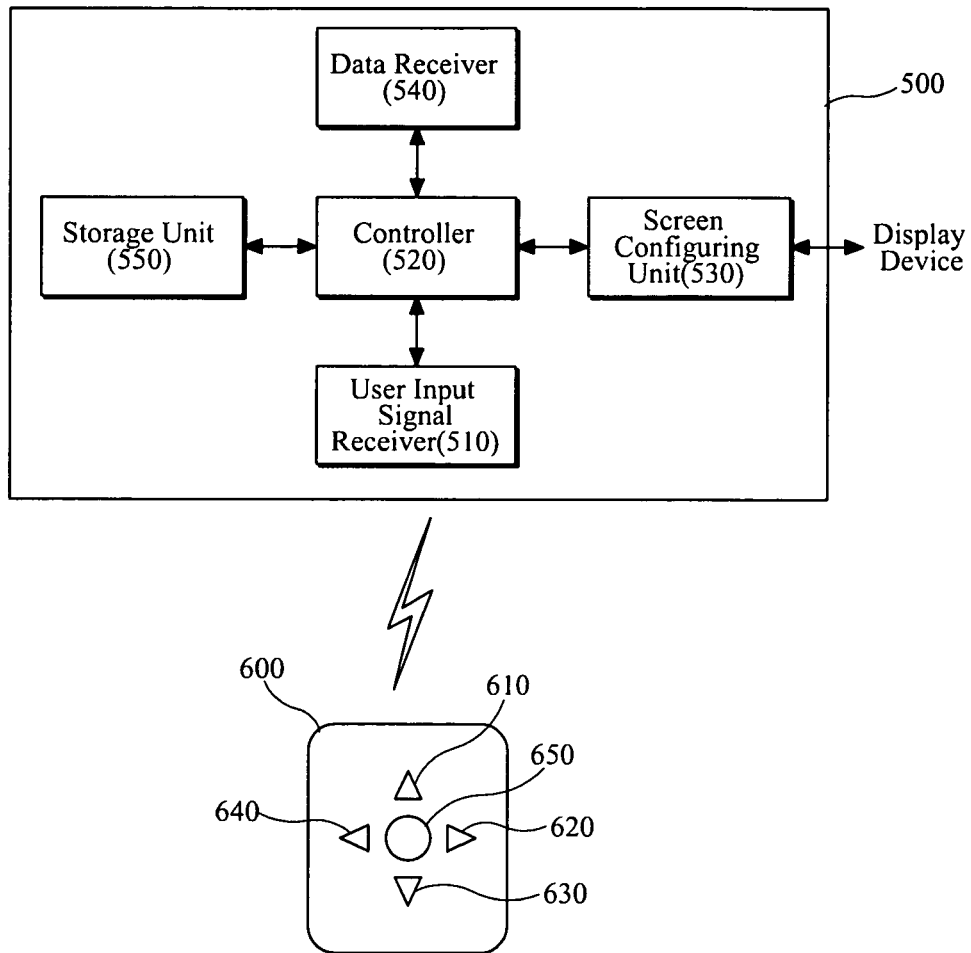 Data Receiver
(540)
500
Storage Unit
(550)
Controller
(520)
Screen
Configuring
Unit(530)
Display
Device
User Input
Signal
Receiver(510)
600
610
650
640
620
630